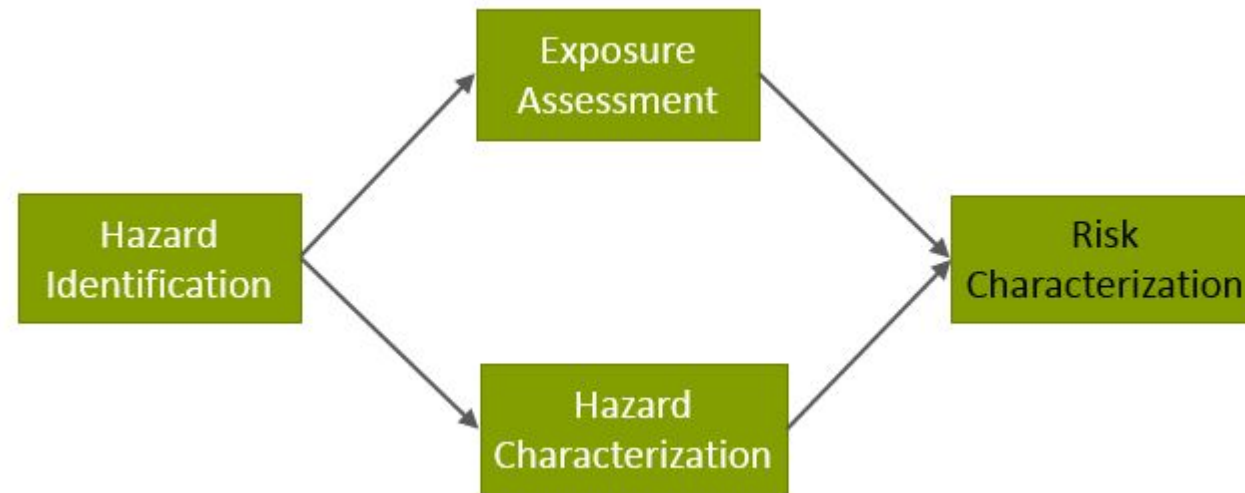 Exposure
Assessment
Hazard
Identification
Risk
Characterization
Hazard
Characterization